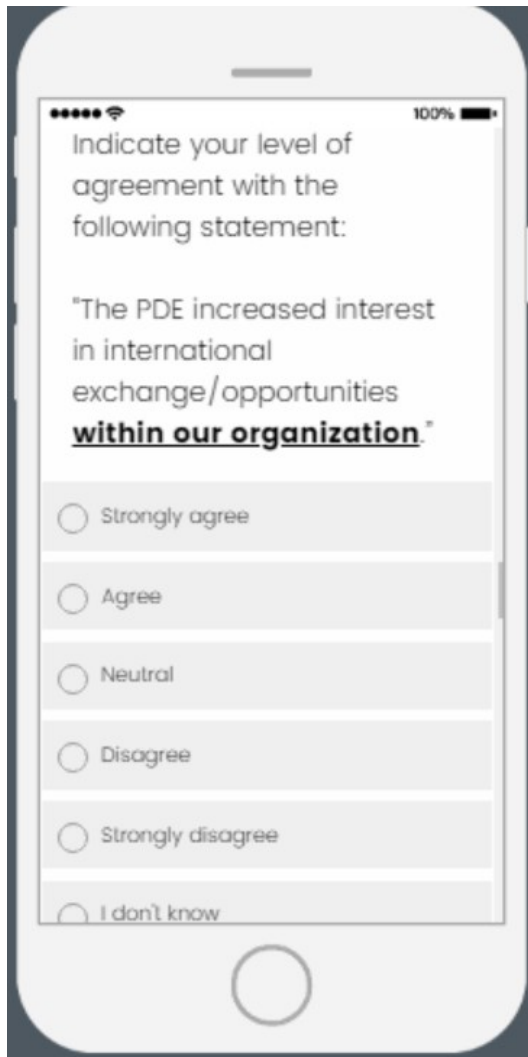 100%
Indicate your level of
agreement with the
following statement:
"The PDE increased interest
in international
exchange/opportunities
within our organization."
Strongly agree
Agree
Neutral
Disagree
Strongly disagree
I don't know